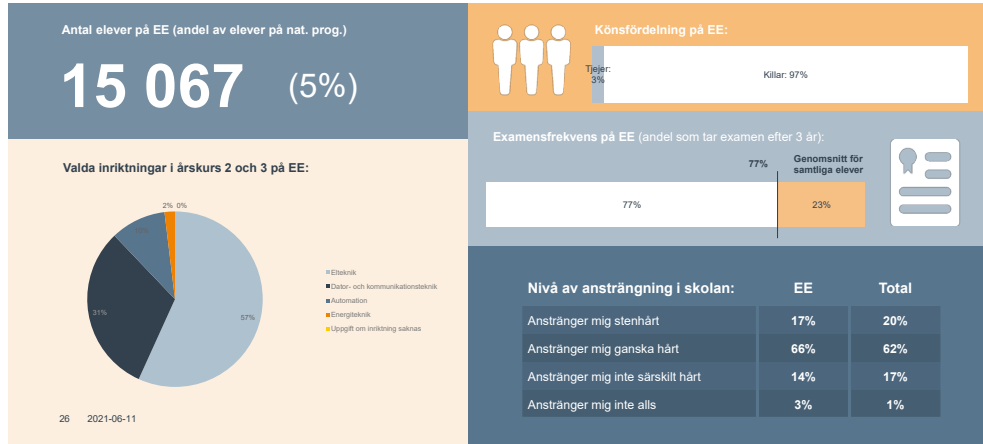 Antal elever på EE (andel av elever på nat. prog.)
15 067 (5%)
Valda inriktningar i årskurs 2 och 3 på EE:
2% 0%
10%
31%
57%
Elteknik
Dator- och kommunikationsteknik
Automation
Energiteknik
Uppgift om inriktning saknas
26 2021-06-11
Könsfördelning på EE:
Tjejer:
3%
Killar: 97%
Examensfrekvens på EE (andel som tar examen efter 3 år):
77%
Genomsnitt för
samtliga elever
77% 23%
Nivå av ansträngning i skolan: EE Total
Anstränger mig stenhårt 17% 20%
Anstränger mig ganska hårt 66% 62%
Anstränger mig inte särskilt hårt 14% 17%
Anstränger mig inte alls 3% 1%